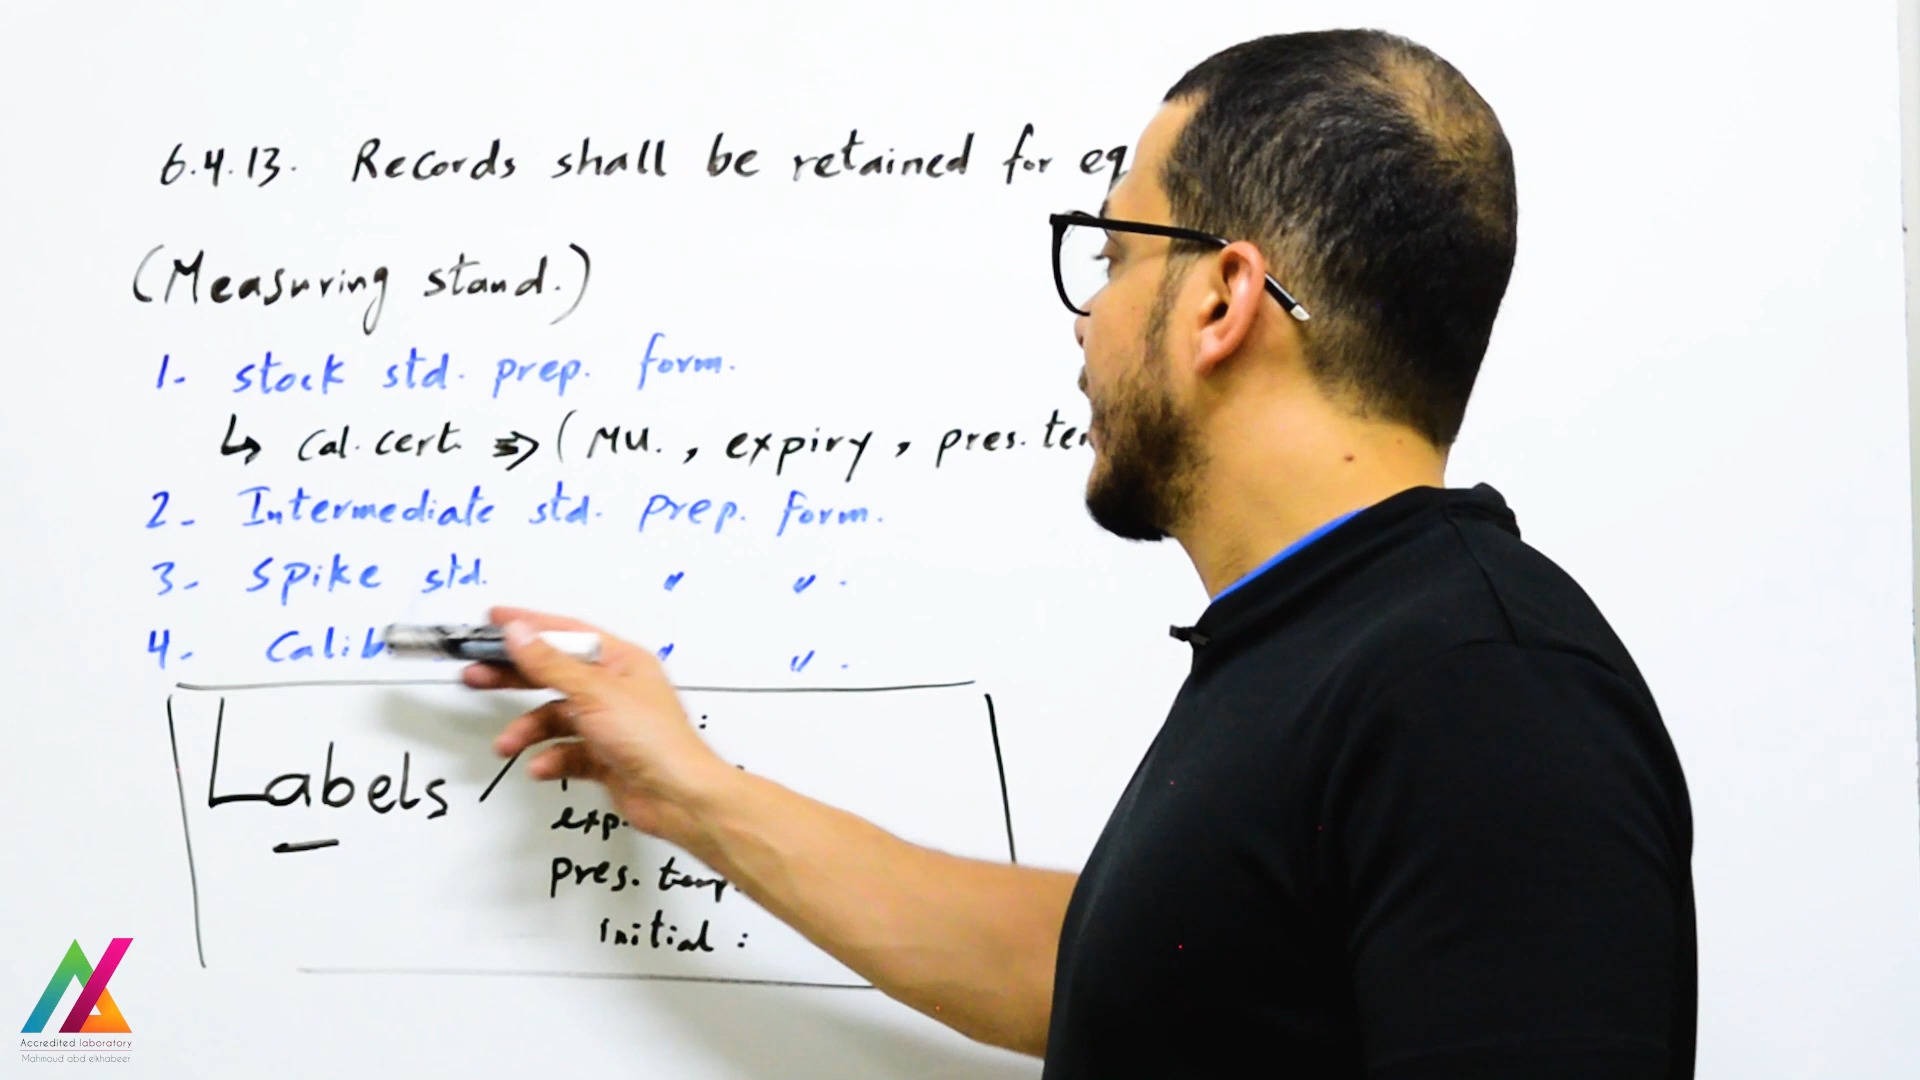 6.4.13. Records shall be retained for eq
(Measuring stand.)
1- stock std. prep. form.
↳ Cal. cert. => (MU. , expiry , pres. te
2- Intermediate std. prep. form.
3- Spike std. " " .
4- Calib " " .
Labels / :
exp.
pres. temp.
initial :
Accredited laboratory
Mahmoud abd elkhabeer